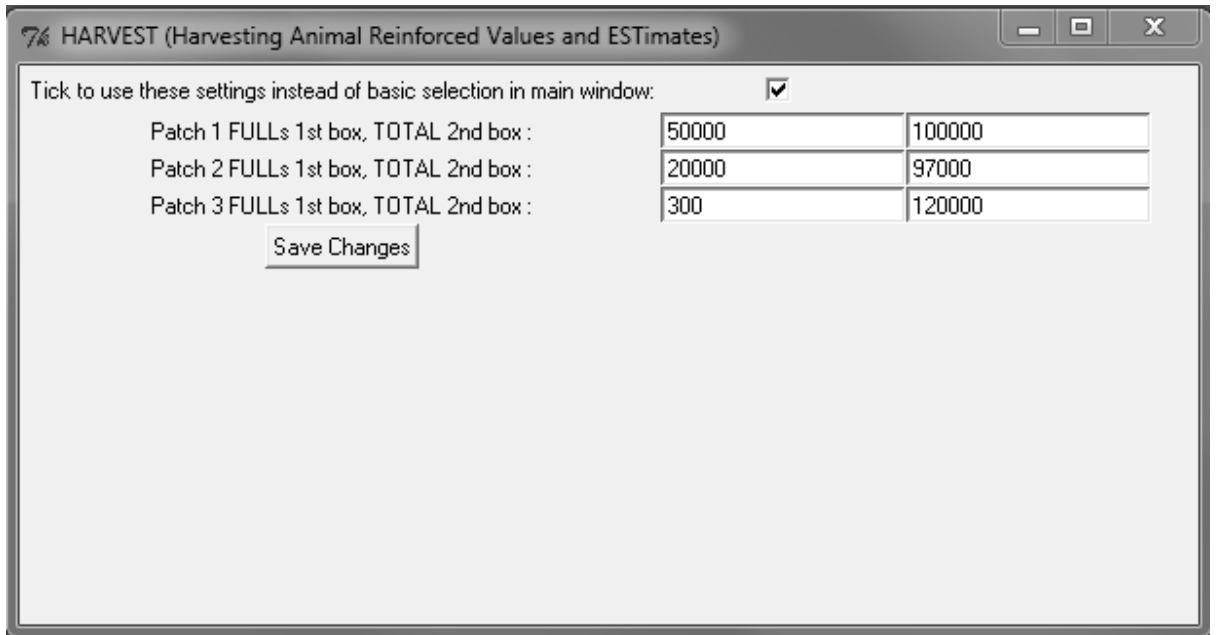 HARVEST (Harvesting Animal Reinforced Values and ESTimates)
Tick to use these settings instead of basic selection in main window:
Patch 1 FULLs 1st box, TOTAL 2nd box : 50000 100000
Patch 2 FULLs 1st box, TOTAL 2nd box : 20000 97000
Patch 3 FULLs 1st box, TOTAL 2nd box : 300 120000
Save Changes